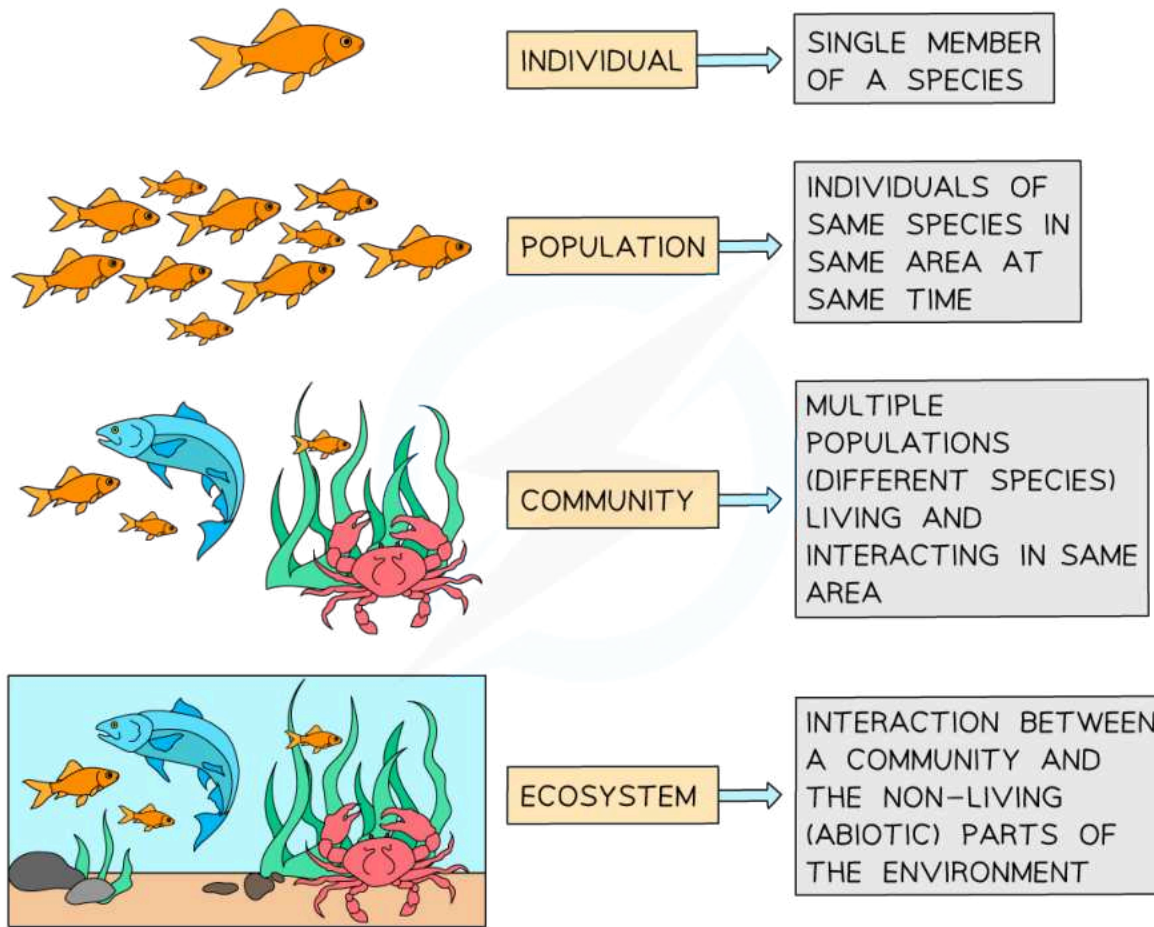 INDIVIDUAL
SINGLE MEMBER
OF A SPECIES
POPULATION
INDIVIDUALS OF
SAME SPECIES IN
SAME AREA AT
SAME TIME
COMMUNITY
MULTIPLE
POPULATIONS
(DIFFERENT SPECIES)
LIVING AND
INTERACTING IN SAME
AREA
ECOSYSTEM
INTERACTION BETWEEN
A COMMUNITY AND
THE NON-LIVING
(ABIOTIC) PARTS OF
THE ENVIRONMENT